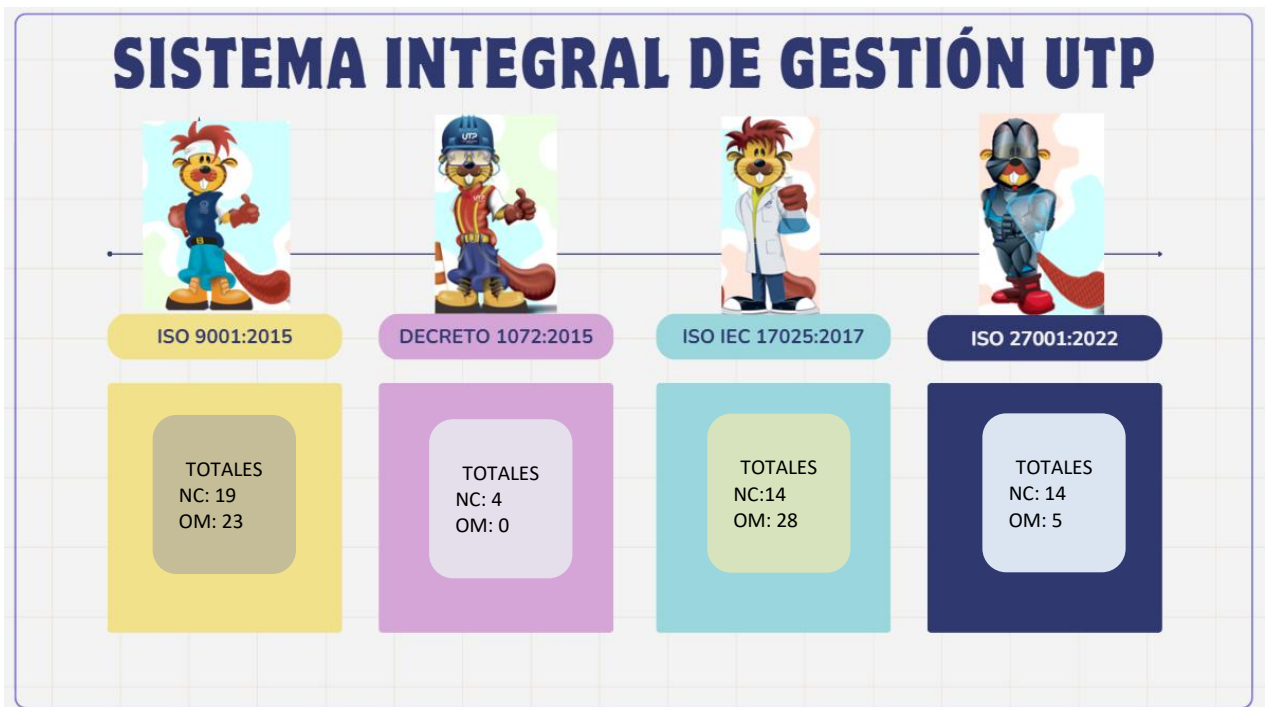 SISTEMA INTEGRAL DE GESTIÓN UTP
UTP
ISO 9001:2015
DECRETO 1072:2015
ISO IEC 17025:2017
ISO 27001:2022
TOTALES
NC: 19
OM: 23
TOTALES
NC: 4
OM: 0
TOTALES
NC:14
OM: 28
TOTALES
NC: 14
OM: 5